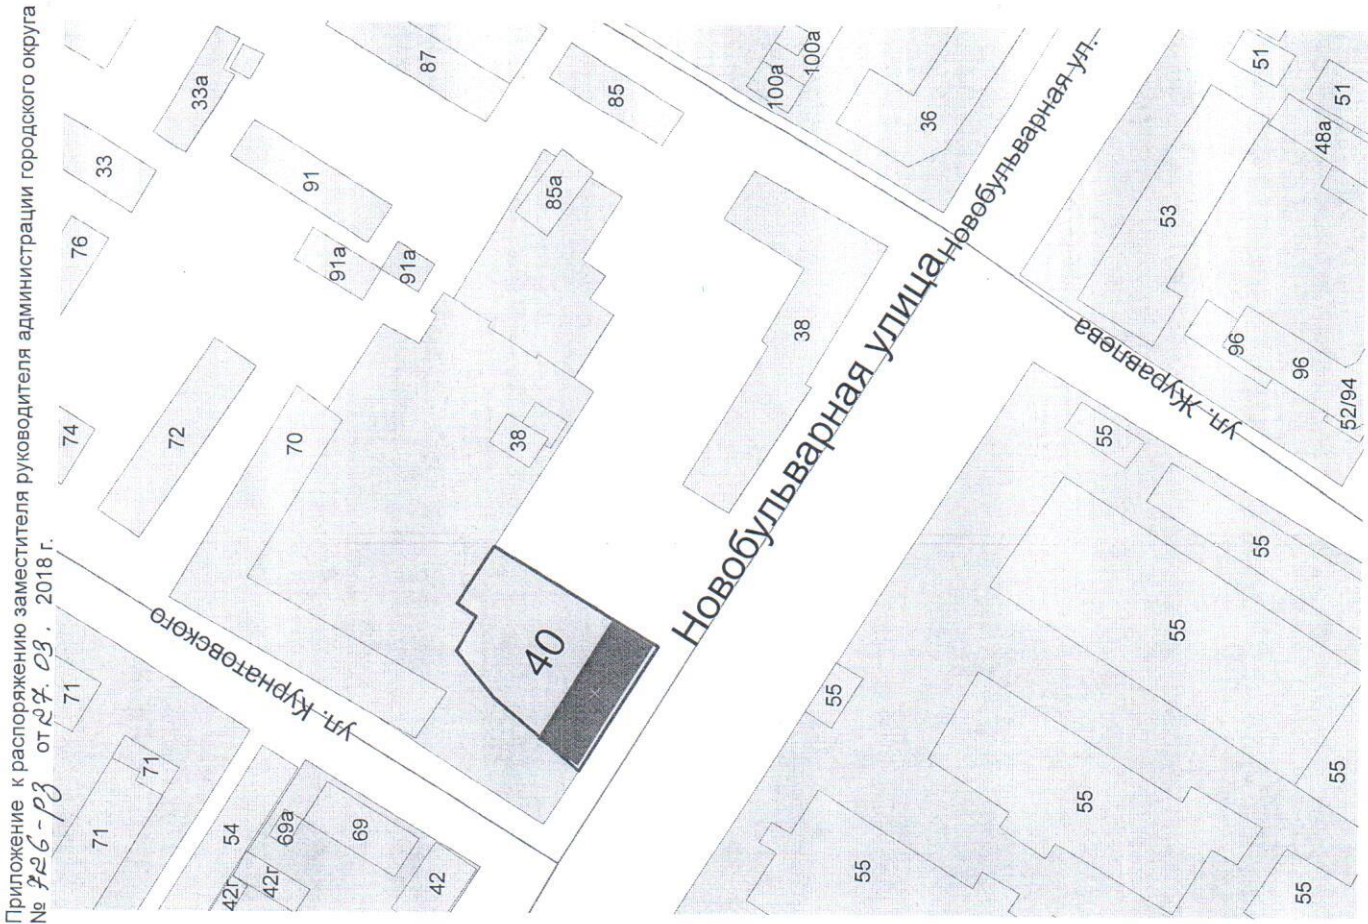 Приложение к распоряжению заместителя руководителя администрации городского округа
№ 726-рз от 27.03. 2018 г.
33а
87
33
85
100а
100а
51
76
91
36
51
85а
48а
91а
91а
53
74
72
70
38
38
96
96
52/94
55
ул. Курнатовского
Новобульварная улица
Новобульварная ул.
ул. Журавлева
40
71
71
71
54
69а
69
42г
42г
42
55
55
55
55
55
55
55